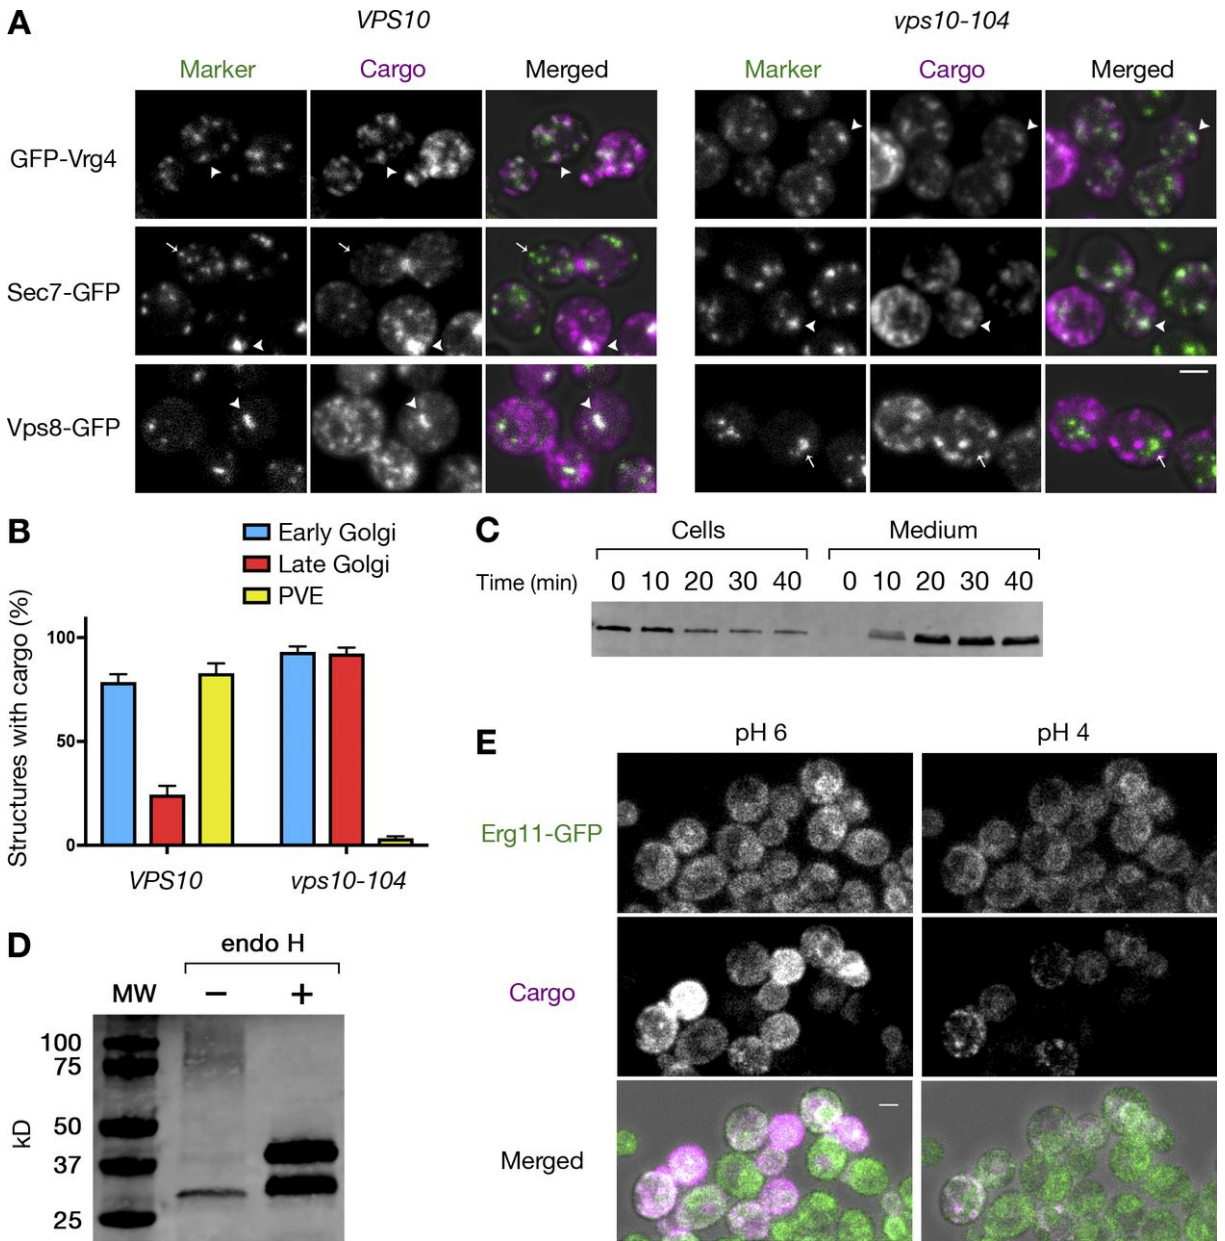 A
VPS10
vps10-104
Marker
Cargo
Merged
Marker
Cargo
Merged
GFP-Vrg4
Sec7-GFP
Vps8-GFP
B
Early Golgi
Late Golgi
PVE
Structures with cargo (%)
100
50
0
VPS10
vps10-104
C
Cells
Medium
Time (min)
0 10 20 30 40
0 10 20 30 40
D
endo H
MW
−
+
kD
100
75
50
37
25
E
pH 6
pH 4
Erg11-GFP
Cargo
Merged